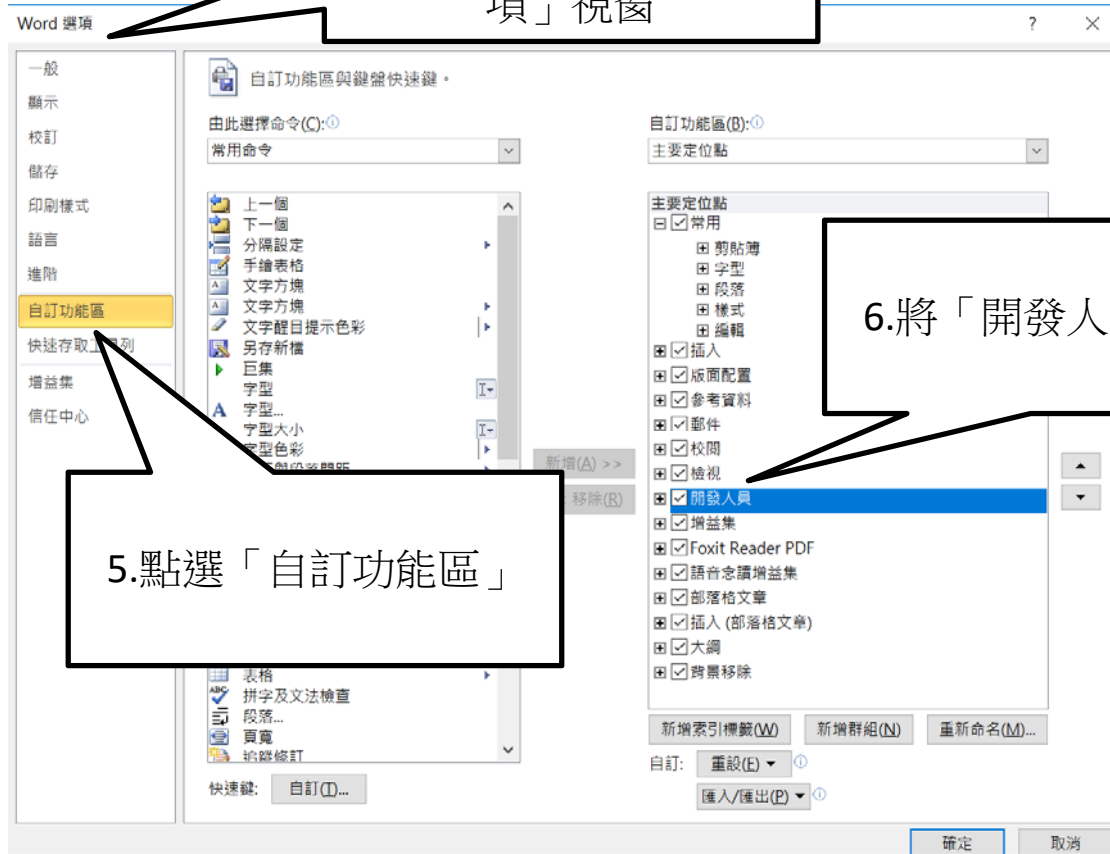 項」視窗
Word 選項
一般
顯示
校訂
儲存
印刷樣式
語言
進階
自訂功能區
快速存取工具列
增益集
信任中心
自訂功能區與鍵盤快速鍵。
由此選擇命令(C):
常用命令
上一個
下一個
分隔設定
手繪表格
文字方塊
文字方塊
文字醒目提示色彩
另存新檔
巨集
字型
字型...
字型大小
字型色彩
表格
拼字及文法檢查
段落...
頁寬
追蹤修訂
快速鍵: 自訂(T)...
新增(A) >>
移除(R)
自訂功能區(B):
主要定位點
主要定位點
常用
剪貼簿
字型
段落
樣式
編輯
插入
版面配置
參考資料
郵件
校閱
檢視
開發人員
增益集
Foxit Reader PDF
語音念讀增益集
部落格文章
插入 (部落格文章)
大綱
背景移除
新增索引標籤(W) 新增群組(N) 重新命名(M)...
自訂: 重設(E)
匯入/匯出(P)
確定 取消
5.點選「自訂功能區」
6.將「開發人